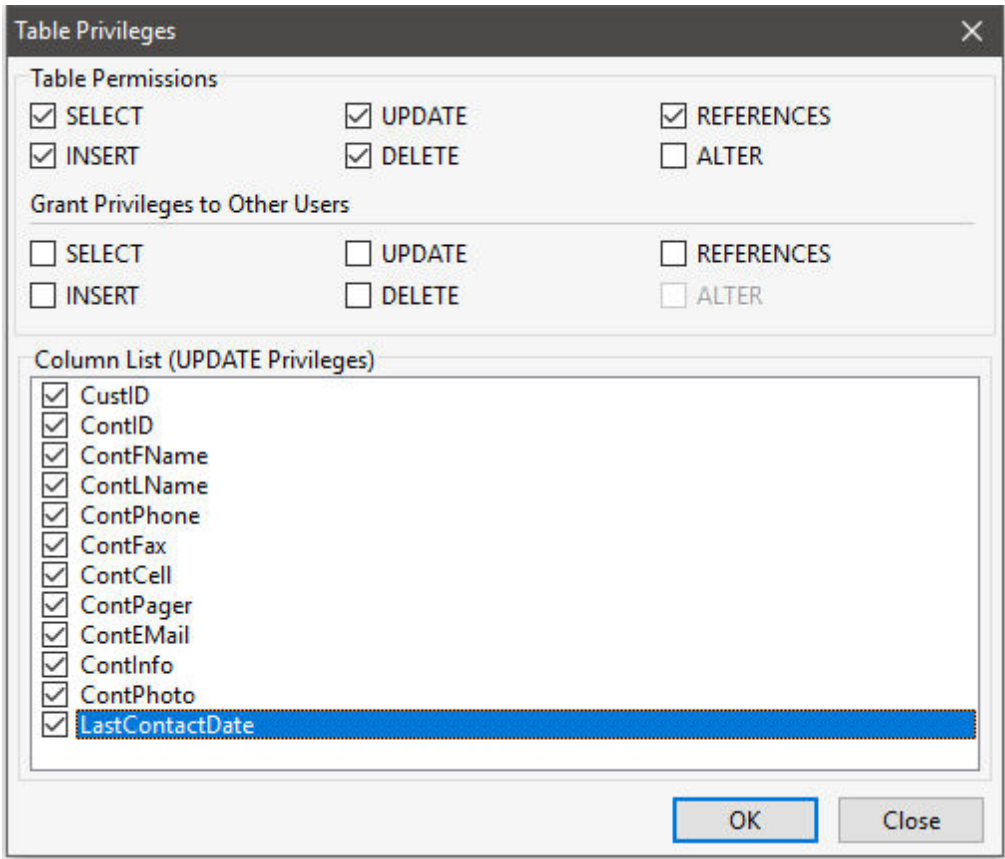 Table Privileges
Table Permissions
SELECT UPDATE REFERENCES
INSERT DELETE ALTER
Grant Privileges to Other Users
SELECT UPDATE REFERENCES
INSERT DELETE ALTER
Column List (UPDATE Privileges)
CustID
ContID
ContFName
ContLName
ContPhone
ContFax
ContCell
ContPager
ContEMail
ContInfo
ContPhoto
LastContactDate
OK Close